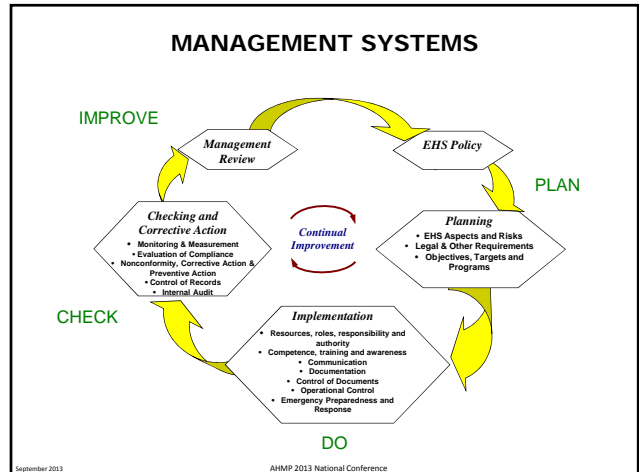 MANAGEMENT SYSTEMS
IMPROVE
Management
Review
EHS Policy
PLAN
Checking and
Corrective Action
• Monitoring & Measurement
• Evaluation of Compliance
• Nonconformity, Corrective Action &
Preventive Action
• Control of Records
• Internal Audit
Continual
Improvement
Planning
• EHS Aspects and Risks
• Legal & Other Requirements
• Objectives, Targets and
Programs
CHECK
Implementation
• Resources, roles, responsibility and
authority
• Competence, training and awareness
• Communication
• Documentation
• Control of Documents
• Operational Control
• Emergency Preparedness and
Response
DO
September 2013
AHMP 2013 National Conference